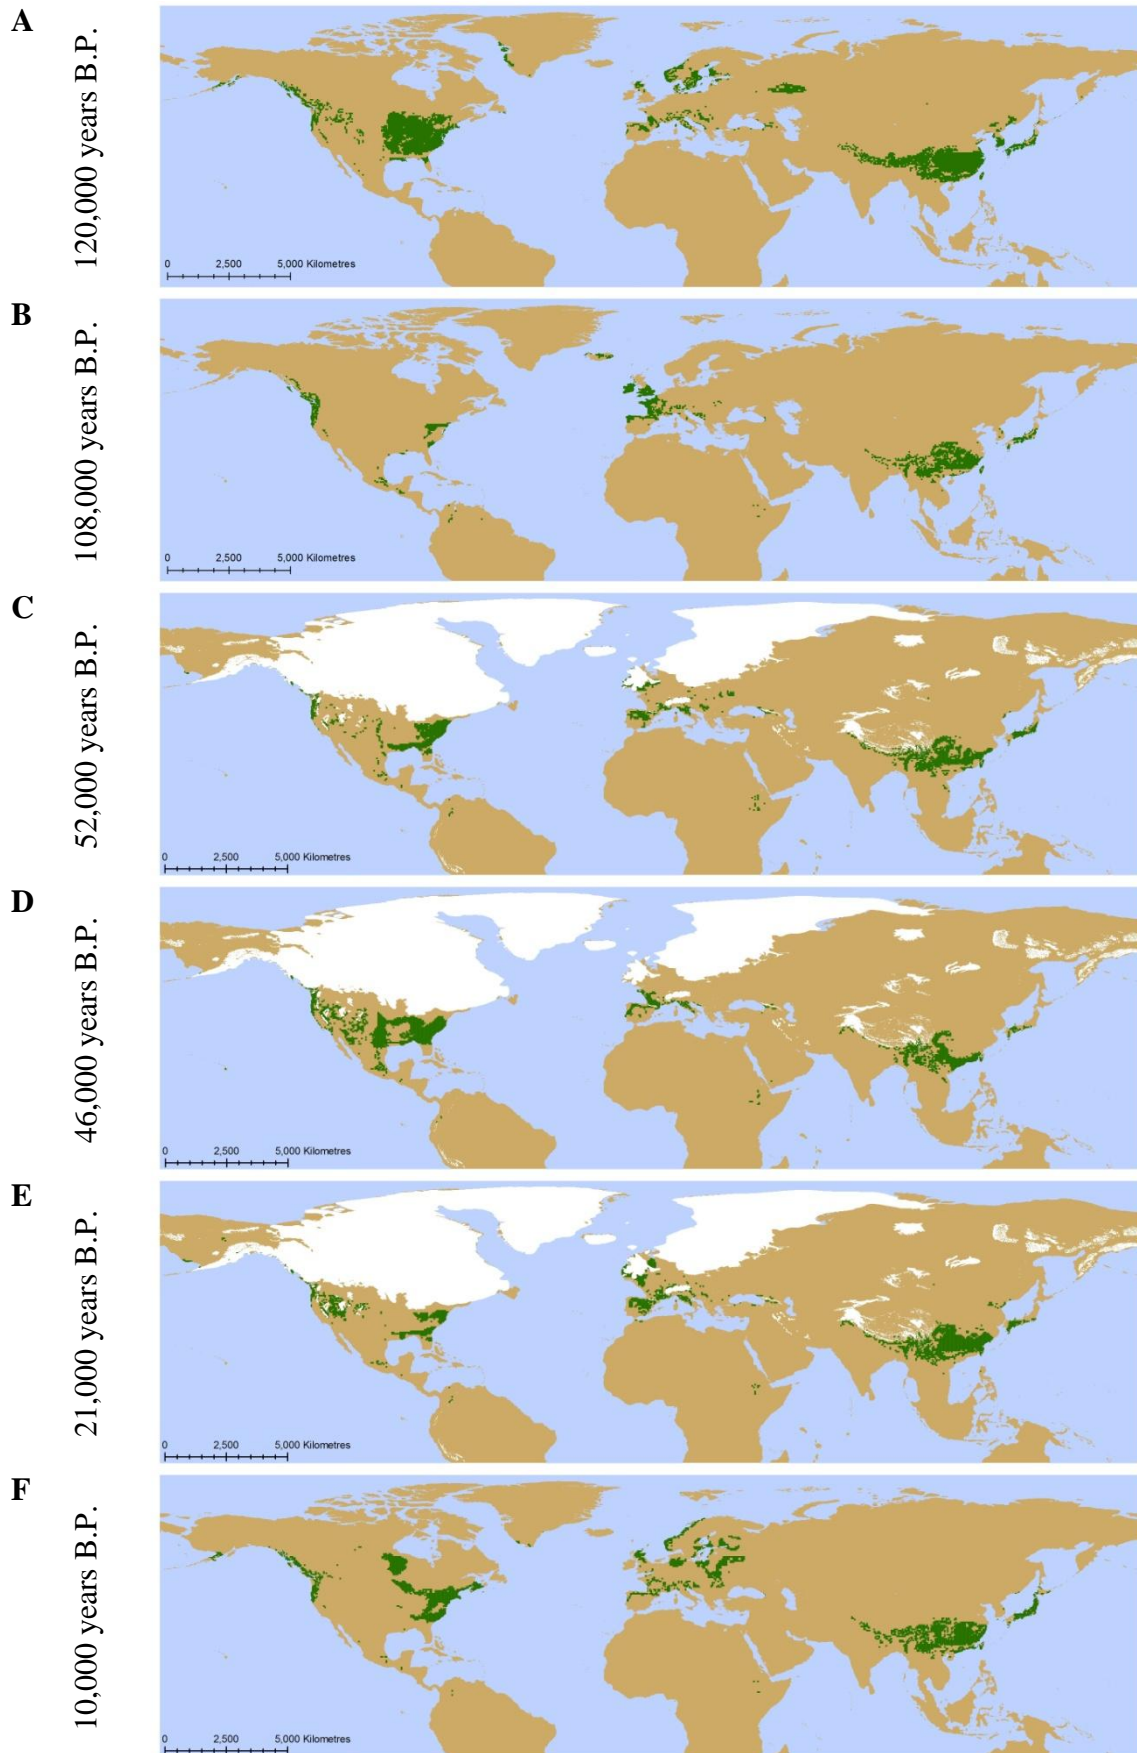 A
120,000 years B.P.
0 2,500 5,000 Kilometres
B
108,000 years B.P.
0 2,500 5,000 Kilometres
C
52,000 years B.P.
0 2,500 5,000 Kilometres
D
46,000 years B.P.
0 2,500 5,000 Kilometres
E
21,000 years B.P.
0 2,500 5,000 Kilometres
F
10,000 years B.P.
0 2,500 5,000 Kilometres